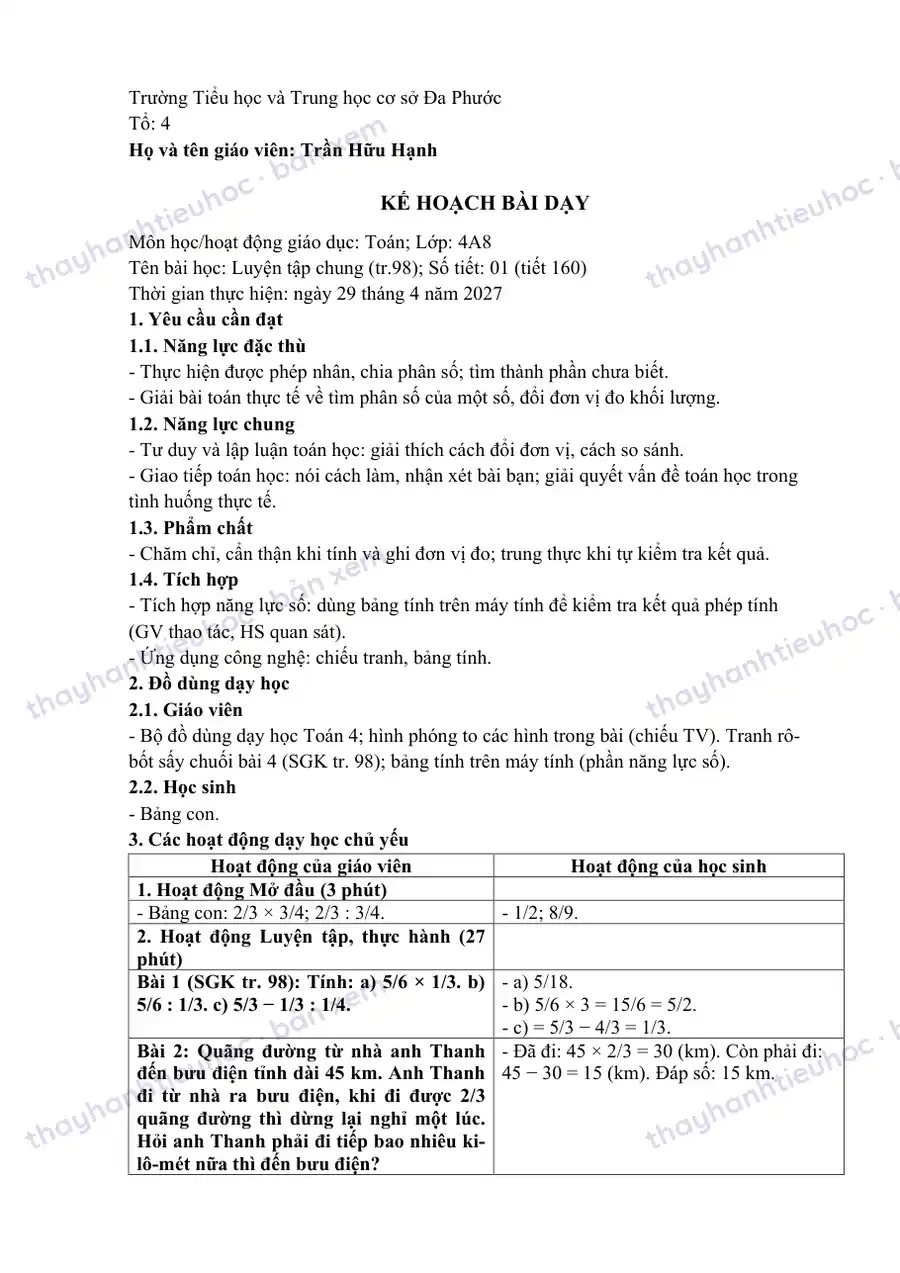 Trường Tiểu học và Trung học cơ sở Đa Phước
Tổ: 4
Họ và tên giáo viên: Trần Hữu Hạnh
KẾ HOẠCH BÀI DẠY
Môn học/hoạt động giáo dục: Toán; Lớp: 4A8
Tên bài học: Luyện tập chung (tr.98); Số tiết: 01 (tiết 160)
Thời gian thực hiện: ngày 29 tháng 4 năm 2027
1. Yêu cầu cần đạt
1.1. Năng lực đặc thù
- Thực hiện được phép nhân, chia phân số; tìm thành phần chưa biết.
- Giải bài toán thực tế về tìm phân số của một số, đổi đơn vị đo khối lượng.
1.2. Năng lực chung
- Tư duy và lập luận toán học: giải thích cách đổi đơn vị, cách so sánh.
- Giao tiếp toán học: nói cách làm, nhận xét bài bạn; giải quyết vấn đề toán học trong
tình huống thực tế.
1.3. Phẩm chất
- Chăm chỉ, cẩn thận khi tính và ghi đơn vị đo; trung thực khi tự kiểm tra kết quả.
1.4. Tích hợp
- Tích hợp năng lực số: dùng bảng tính trên máy tính để kiểm tra kết quả phép tính
(GV thao tác, HS quan sát).
- Ứng dụng công nghệ: chiếu tranh, bảng tính.
2. Đồ dùng dạy học
2.1. Giáo viên
- Bộ đồ dùng dạy học Toán 4; hình phóng to các hình trong bài (chiếu TV). Tranh rô-
bốt sấy chuối bài 4 (SGK tr. 98); bảng tính trên máy tính (phần năng lực số).
2.2. Học sinh
- Bảng con.
3. Các hoạt động dạy học chủ yếu
Hoạt động của giáo viên
Hoạt động của học sinh
1. Hoạt động Mở đầu (3 phút)
- Bảng con: 2/3 × 3/4; 2/3 : 3/4.
- 1/2; 8/9.
2. Hoạt động Luyện tập, thực hành (27
phút)
Bài 1 (SGK tr. 98): Tính: a) 5/6 × 1/3. b)
5/6 : 1/3. c) 5/3 − 1/3 : 1/4.
- a) 5/18.
- b) 5/6 × 3 = 15/6 = 5/2.
- c) = 5/3 − 4/3 = 1/3.
Bài 2: Quãng đường từ nhà anh Thanh
đến bưu điện tỉnh dài 45 km. Anh Thanh
đi từ nhà ra bưu điện, khi đi được 2/3
quãng đường thì dừng lại nghỉ một lúc.
Hỏi anh Thanh phải đi tiếp bao nhiêu ki-
lô-mét nữa thì đến bưu điện?
- Đã đi: 45 × 2/3 = 30 (km). Còn phải đi:
45 − 30 = 15 (km). Đáp số: 15 km.
thayhanhtieuhoc · bản xem
thayhanhtieuhoc · b
thayhanhtieuhoc · bản xem
thayhanhtieuhoc · b
thayhanhtieuhoc · bản xem
thayhanhtieuhoc · b